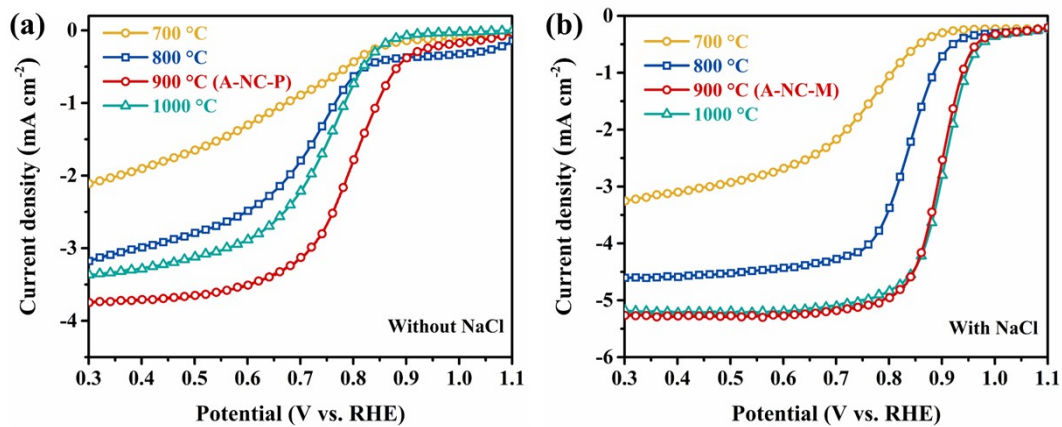 (a)
700 °C
800 °C
900 °C (A-NC-P)
1000 °C
Without NaCl
0
-1
-2
-3
-4
Current density (mA cm-2)
0.3 0.4 0.5 0.6 0.7 0.8 0.9 1.0 1.1
Potential (V vs. RHE)
(b)
700 °C
800 °C
900 °C (A-NC-M)
1000 °C
With NaCl
0
-1
-2
-3
-4
-5
-6
Current density (mA cm-2)
0.3 0.4 0.5 0.6 0.7 0.8 0.9 1.0 1.1
Potential (V vs. RHE)